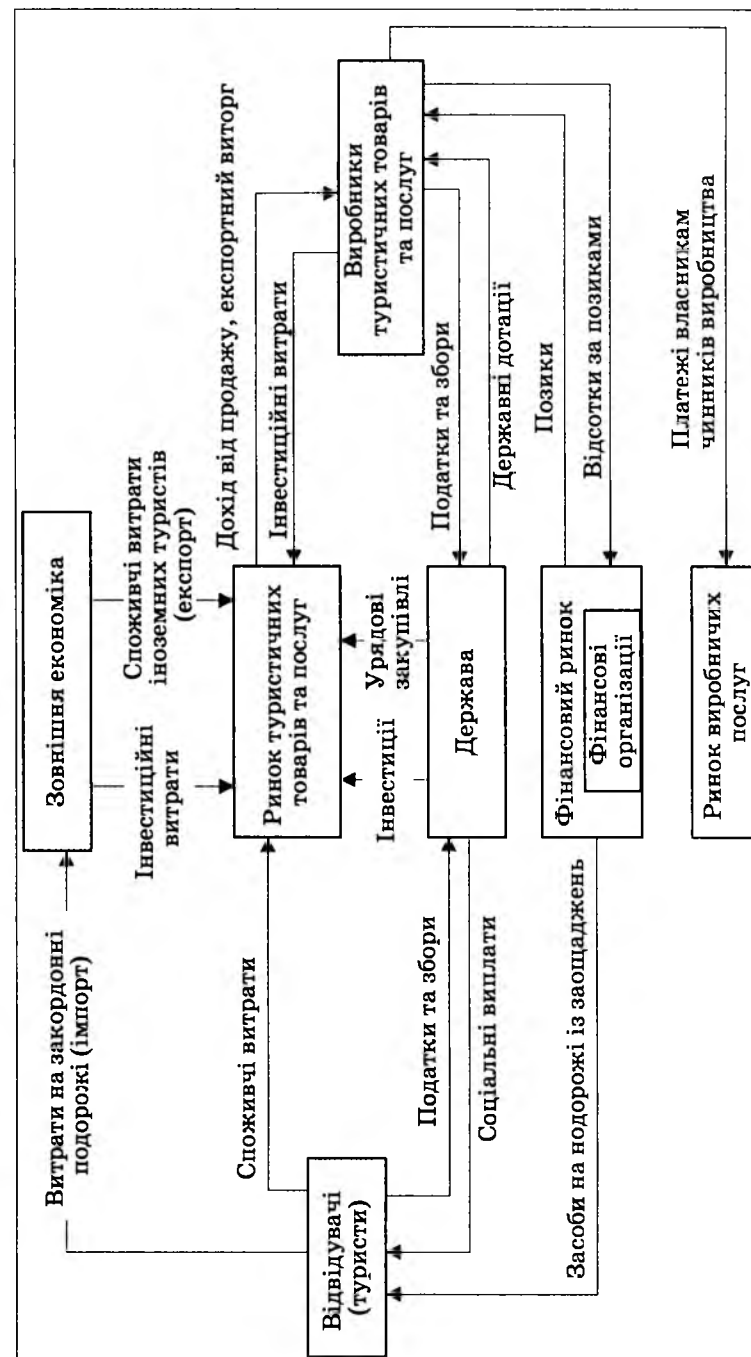 Зовнішня економіка
Витрати на закордонні
подорожі (імпорт)
Інвестиційні
витрати
Споживчі витрати
іноземних туристів
(експорт)
Дохід від продажу, експортний виторг
Інвестиційні витрати
Споживчі витрати
Ринок туристичних
товарів та послуг
Виробники
туристичних товарів
та послуг
Інвестиції
Урядові
закупівлі
Відвідувачі
(туристи)
Податки та збори
Соціальні виплати
Держава
Податки та збори
Державні дотації
Засоби на нодорожі із заощаджень
Фінансовий ринок
Фінансові
організації
Позики
Відсотки за позиками
Ринок виробничих
послуг
Платежі власникам
чинників виробництва